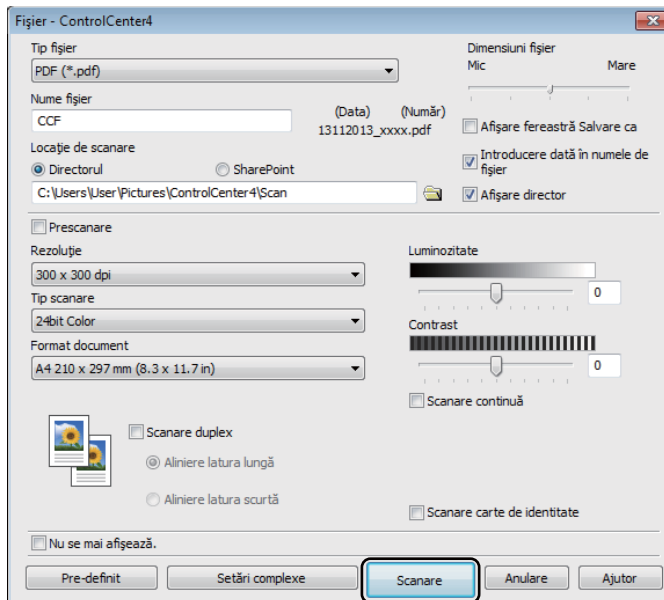 Fişier - ControlCenter4
Tip fişier
PDF (*.pdf)
Nume fişier
CCF
(Data) (Număr)
13112013_xxxx.pdf
Locaţie de scanare
Directorul
SharePoint
C:\Users\User\Pictures\ControlCenter4\Scan
Dimensiuni fişier
Mic Mare
Afişare fereastră Salvare ca
Introducere dată în numele de
fişier
Afişare director
Prescanare
Rezoluţie
300 x 300 dpi
Tip scanare
24bit Color
Format document
A4 210 x 297 mm (8.3 x 11.7 in)
Luminozitate
0
Contrast
0
Scanare continuă
Scanare duplex
Aliniere latura lungă
Aliniere latura scurtă
Scanare carte de identitate
Nu se mai afişează.
Pre-definit
Setări complexe
Scanare
Anulare
Ajutor